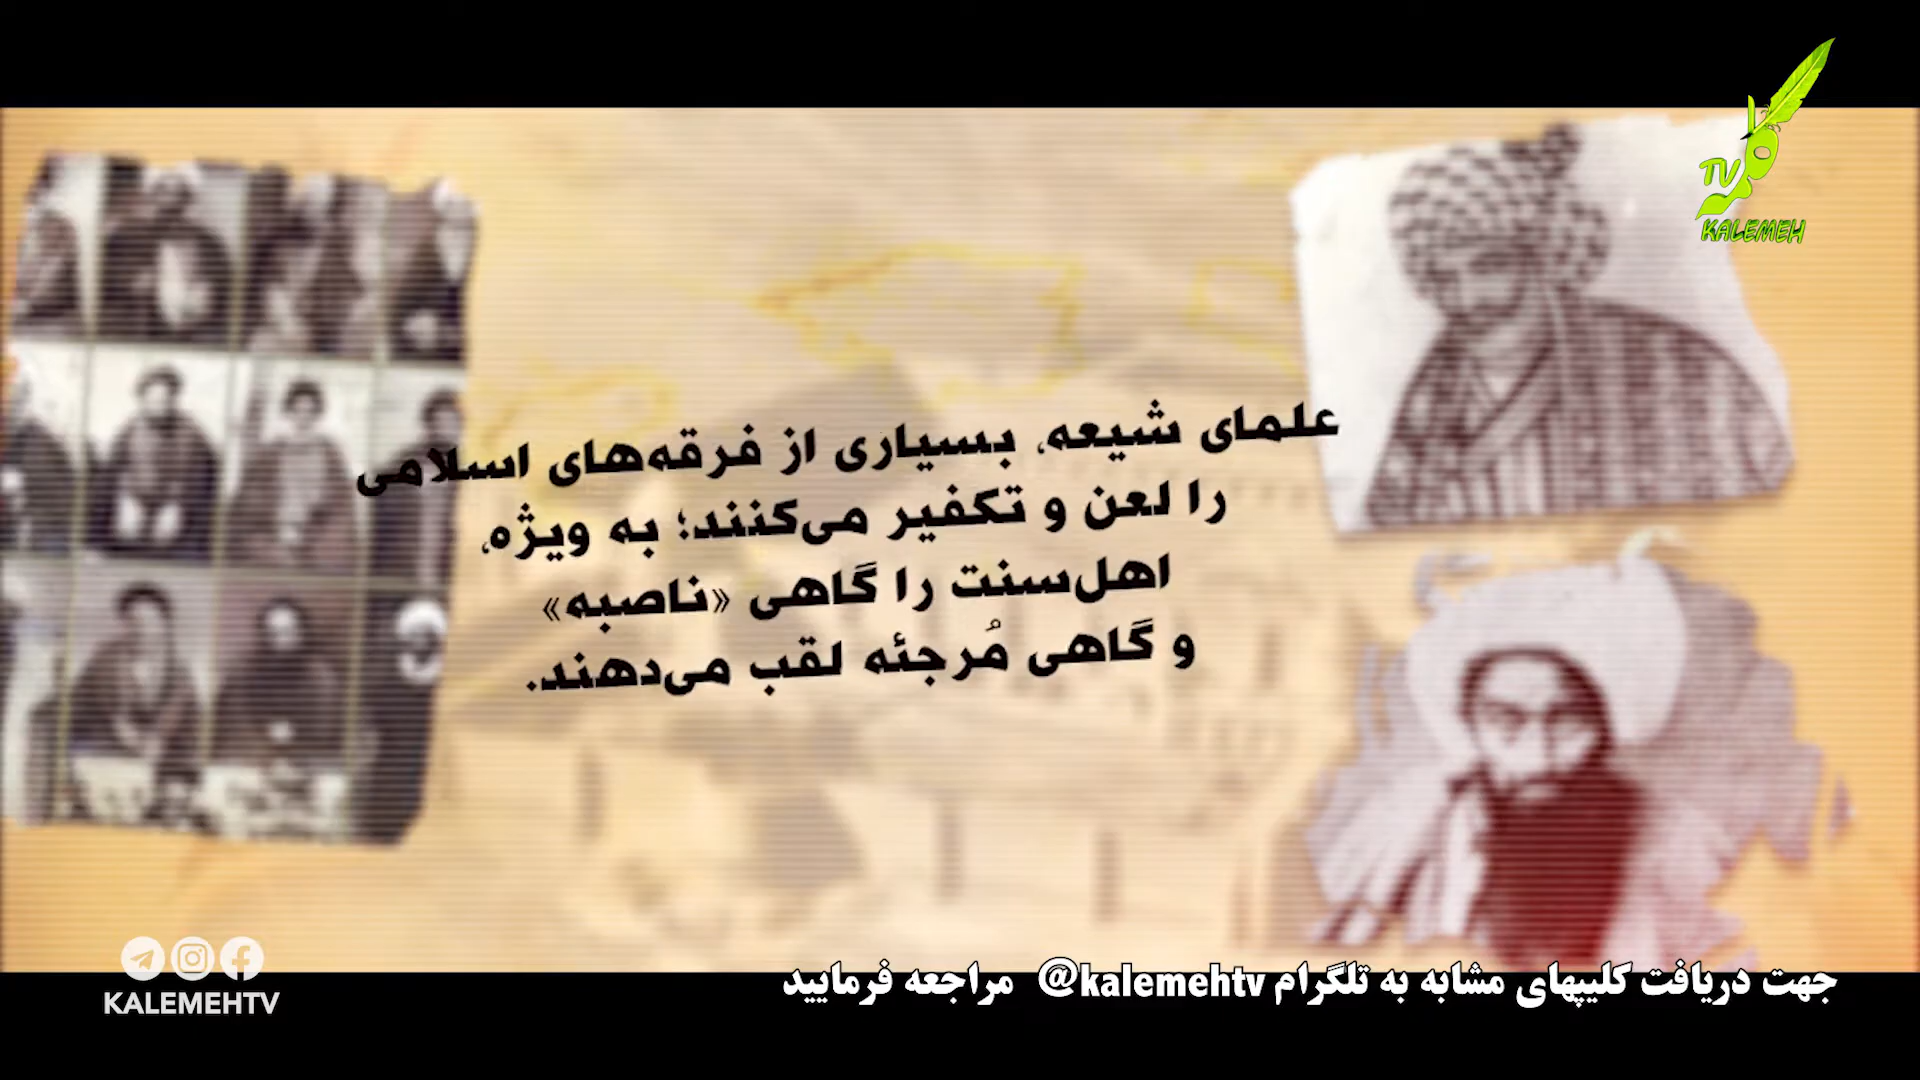 TV
KALEMEH
علمای شیعه، بسیاری از فرقه‌های اسلامی
را لعن و تکفیر می‌کنند؛ به ویژه،
اهل‌سنت را گاهی «ناصبه»
و گاهی مُرجئه لقب می‌دهند.
KALEMEHTV
جهت دریافت کلیپهای مشابه به تلگرام @kalemehtv مراجعه فرمایید